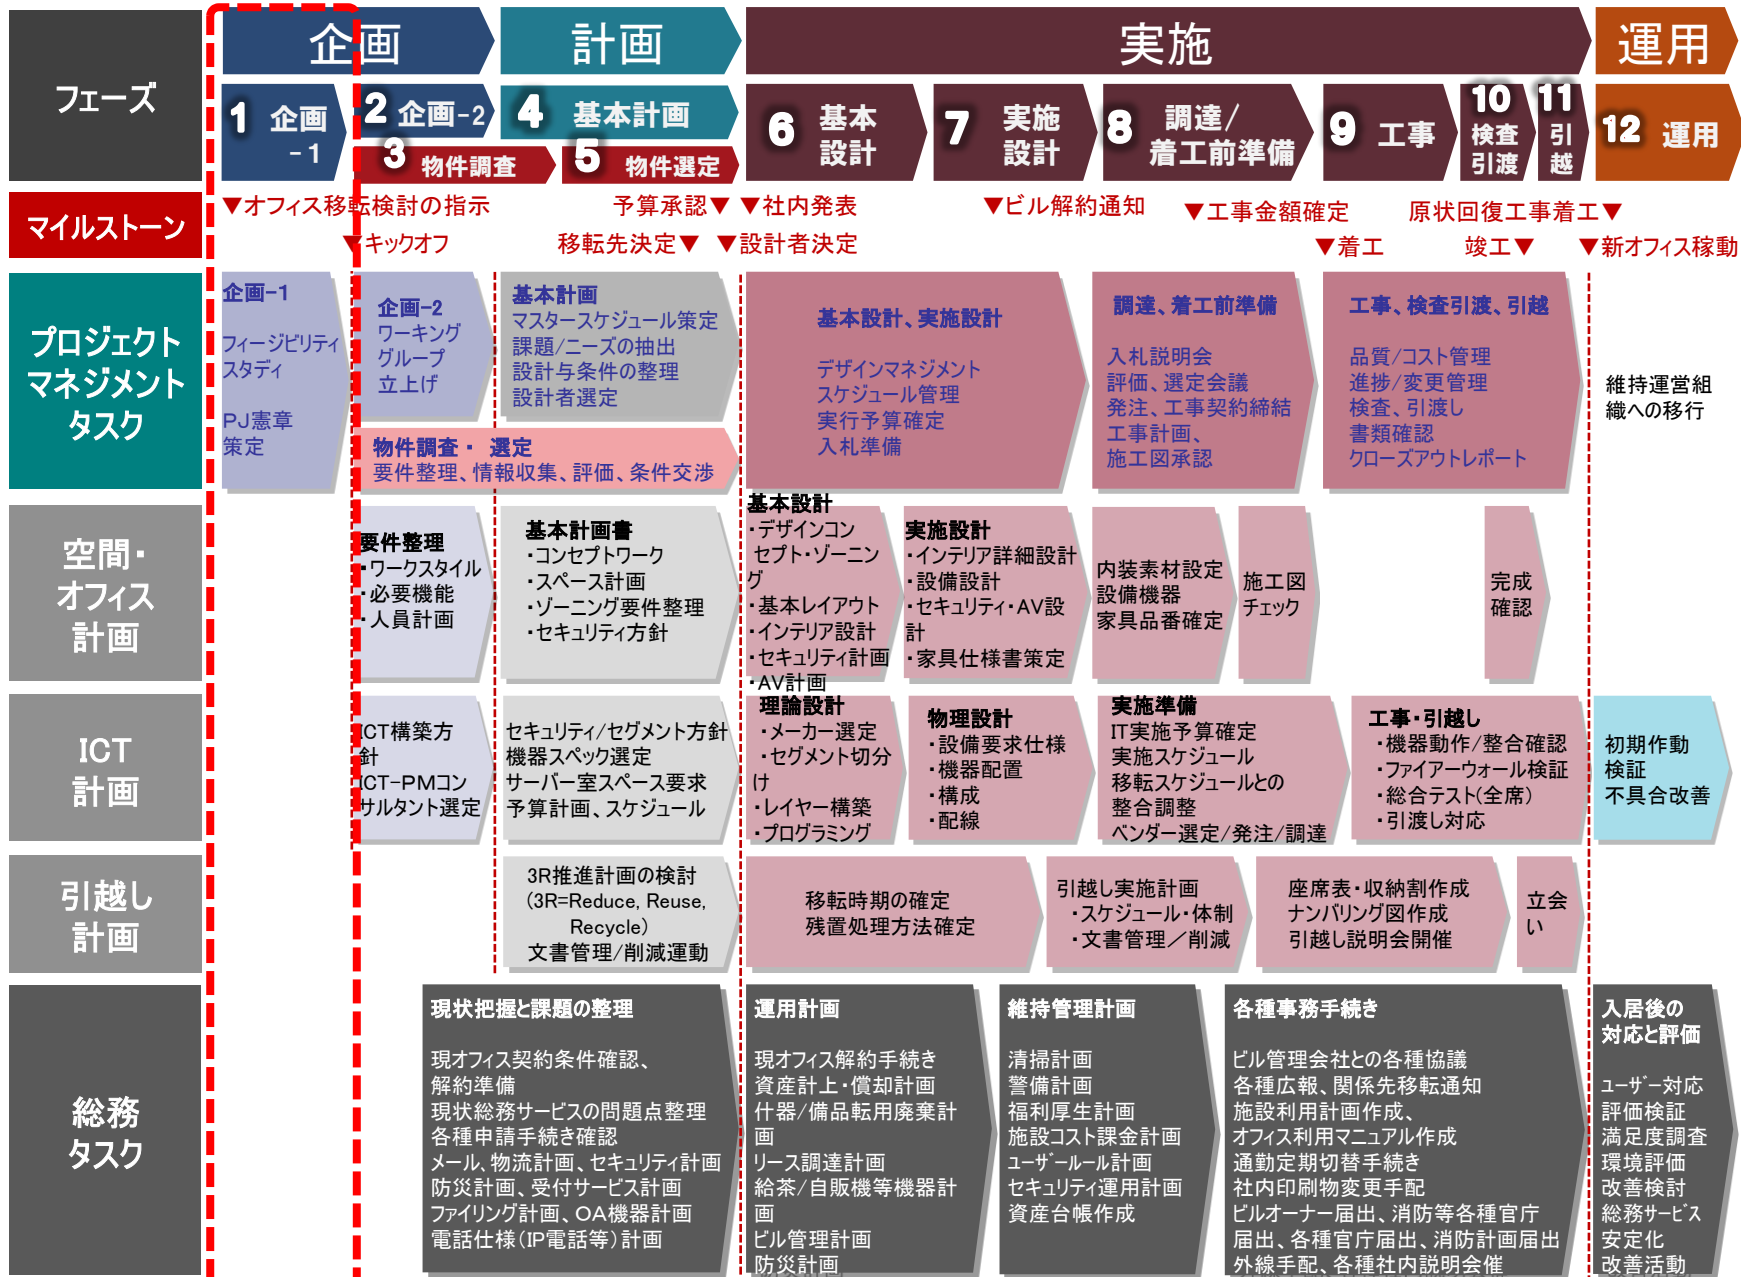 フェーズ
企画
計画
実施
運用
1 企画
-1
2 企画-2
3 物件調査
4 基本計画
5 物件選定
6 基本
設計
7 実施
設計
8 調達/
着工前準備
9 工事
10
検査
引渡
11
引
越
12 運用
マイルストーン
▼オフィス移転検討の指示
予算承認▼
▼社内発表
▼ビル解約通知
▼工事金額確定
原状回復工事着工▼
▼キックオフ
移転先決定▼
▼設計者決定
▼着工
竣工▼
▼新オフィス稼動
プロジェクト
マネジメント
タスク
企画-1
フィージビリティ
スタディ
PJ憲章
策定
企画-2
ワーキング
グループ
立上げ
基本計画
マスタースケジュール策定
課題/ニーズの抽出
設計与条件の整理
設計者選定
物件調査・ 選定
要件整理、情報収集、評価、条件交渉
基本設計、実施設計
デザインマネジメント
スケジュール管理
実行予算確定
入札準備
調達、着工前準備
入札説明会
評価、選定会議
発注、工事契約締結
工事計画、
施工図承認
工事、検査引渡、引越
品質/コスト管理
進捗/変更管理
検査、引渡し
書類確認
クローズアウトレポート
維持運営組
織への移行
空間・
オフィス
計画
要件整理
・ワークスタイル
・必要機能
・人員計画
基本計画書
・コンセプトワーク
・スペース計画
・ゾーニング要件整理
・セキュリティ方針
基本設計
・デザインコン
セプト・ゾーニン
グ
・基本レイアウト
・インテリア設計
・セキュリティ計画
・AV計画
実施設計
・インテリア詳細設計
・設備設計
・セキュリティ・AV設
計
・家具仕様書策定
内装素材設定
設備機器
家具品番確定
施工図
チェック
完成
確認
ICT
計画
ICT構築方
針
ICT-PMコン
サルタント選定
セキュリティ/セグメント方針
機器スペック選定
サーバー室スペース要求
予算計画、スケジュール
理論設計
・メーカー選定
・セグメント切分
け
・レイヤー構築
・プログラミング
物理設計
・設備要求仕様
・機器配置
・構成
・配線
実施準備
IT実施予算確定
実施スケジュール
移転スケジュールとの
整合調整
ベンダー選定/発注/調達
工事・引越し
・機器動作/整合確認
・ファイアーウォール検証
・総合テスト(全席)
・引渡し対応
初期作動
検証
不具合改善
引越し
計画
3R推進計画の検討
(3R=Reduce, Reuse,
Recycle)
文書管理/削減運動
移転時期の確定
残置処理方法確定
引越し実施計画
・スケジュール・体制
・文書管理／削減
座席表・収納割作成
ナンバリング図作成
引越し説明会開催
立会
い
総務
タスク
現状把握と課題の整理
現オフィス契約条件確認、
解約準備
現状総務サービスの問題点整理
各種申請手続き確認
メール、物流計画、セキュリティ計画
防災計画、受付サービス計画
ファイリング計画、OA機器計画
電話仕様(IP電話等)計画
運用計画
現オフィス解約手続き
資産計上・償却計画
什器/備品転用廃棄計
画
リース調達計画
給茶/自販機等機器計
画
ビル管理計画
防災計画
維持管理計画
清掃計画
警備計画
福利厚生計画
施設コスト課金計画
ユーザールール計画
セキュリティ運用計画
資産台帳作成
各種事務手続き
ビル管理会社との各種協議
各種広報、関係先移転通知
施設利用計画作成、
オフィス利用マニュアル作成
通勤定期切替手続き
社内印刷物変更手配
ビルオーナー届出、消防等各種官庁
届出、各種官庁届出、消防計画届出
外線手配、各種社内説明会催
入居後の
対応と評価
ユーザー対応
評価検証
満足度調査
環境評価
改善検討
総務サービス
安定化
改善活動